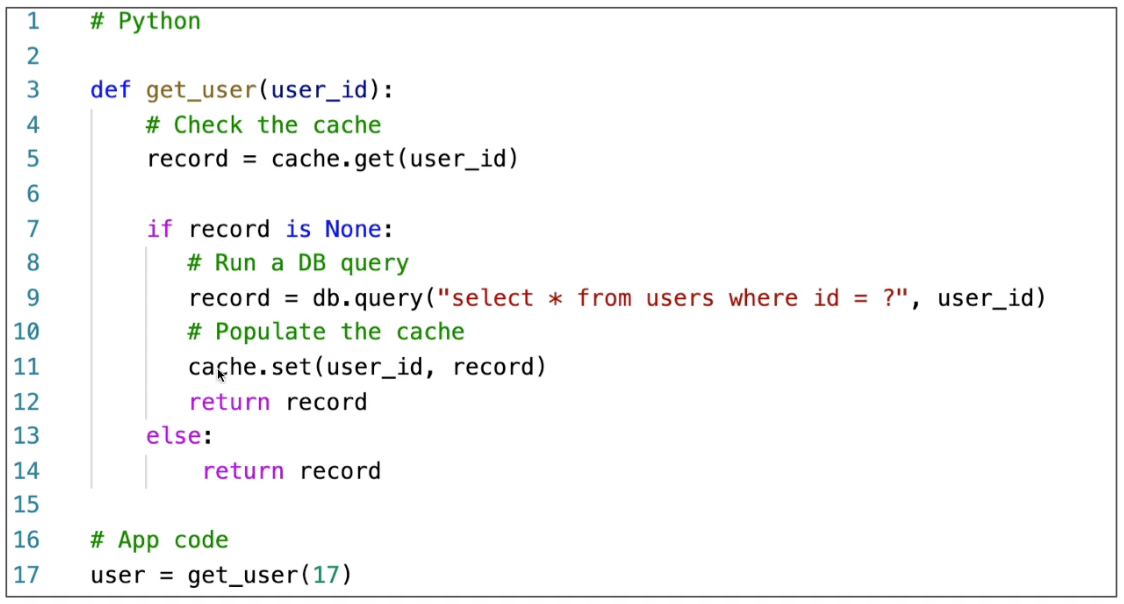 1 # Python
2
3 def get_user(user_id):
4     # Check the cache
5     record = cache.get(user_id)
6
7     if record is None:
8        # Run a DB query
9        record = db.query("select * from users where id = ?", user_id)
10        # Populate the cache
11        cache.set(user_id, record)
12        return record
13     else:
14         return record
15
16 # App code
17 user = get_user(17)